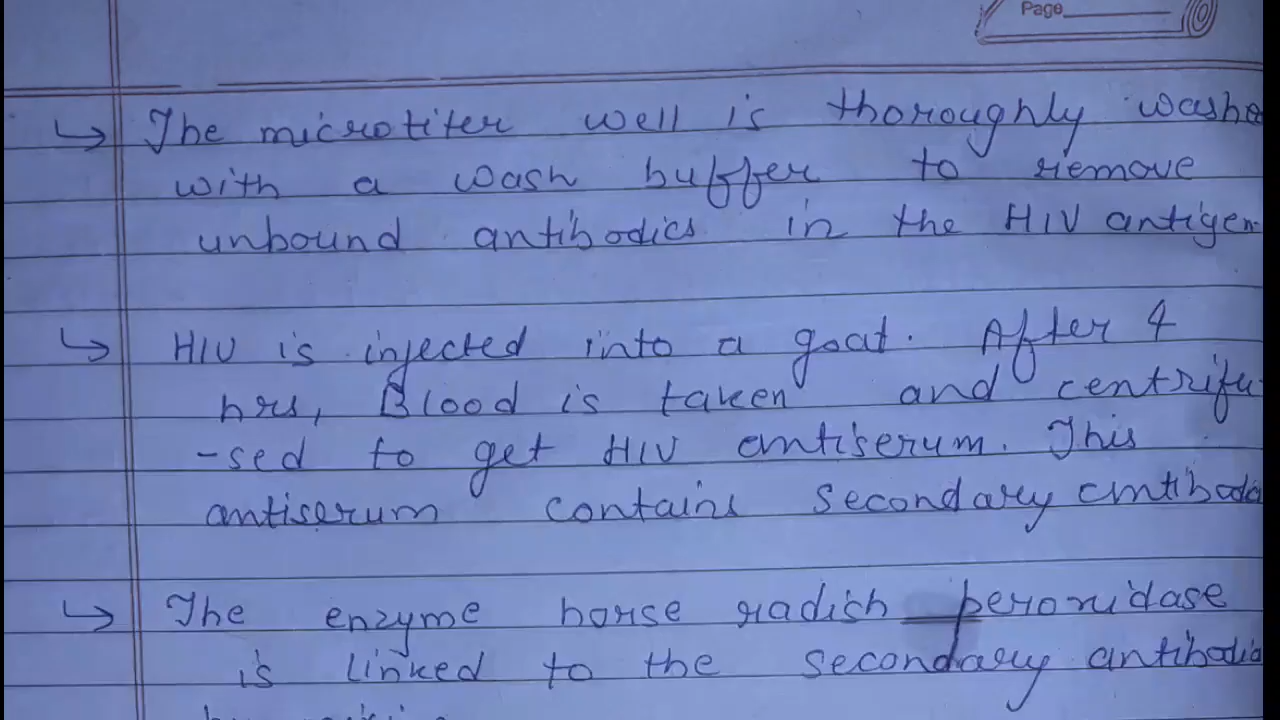 Page
↳ The microtiter well is thoroughly washe
with a wash buffer to remove
unbound antibodies in the HIV antigen
↳ HIV is injected into a goat. After 4
hrs, Blood is taken and centrifu
-sed to get HIV antiserum. This
antiserum contains secondary antibodi
↳ The enzyme horse radish peroxidase
is linked to the secondary antibodie